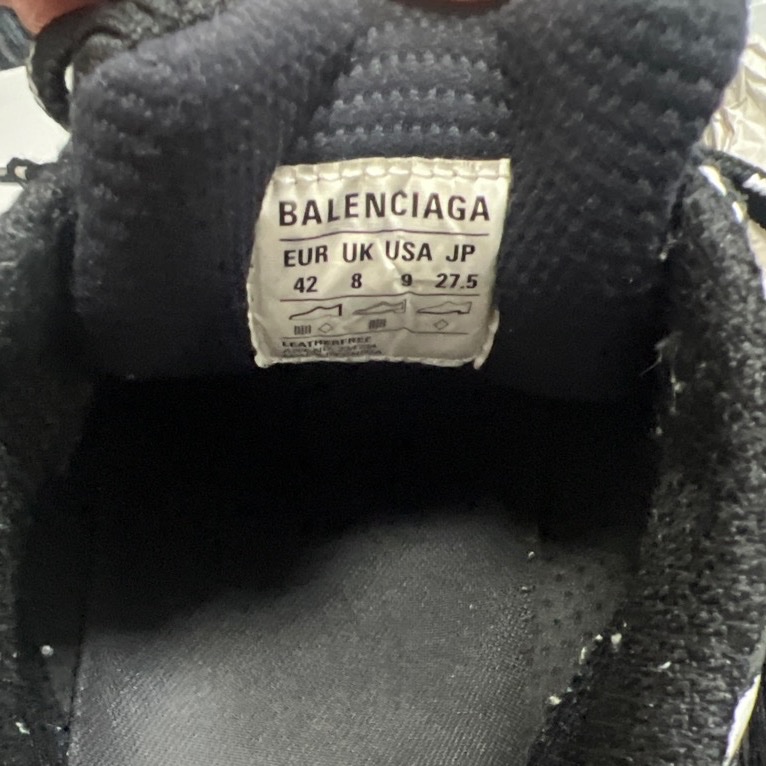 BALENCIAGA
EUR UK USA JP
42 8 9 27.5
LEATHERFREE